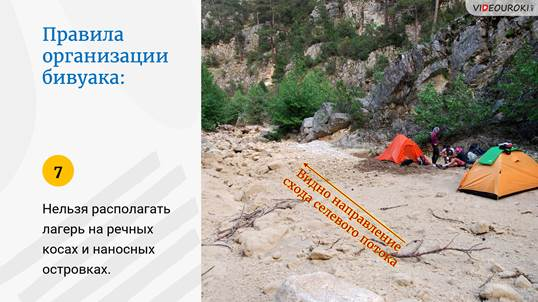 Правила
организации
бивуака:
7
Нельзя располагать
лагерь на речных
косах и наносных
островках.
VIDEOUROKI
Видно направление
схода селевого потока